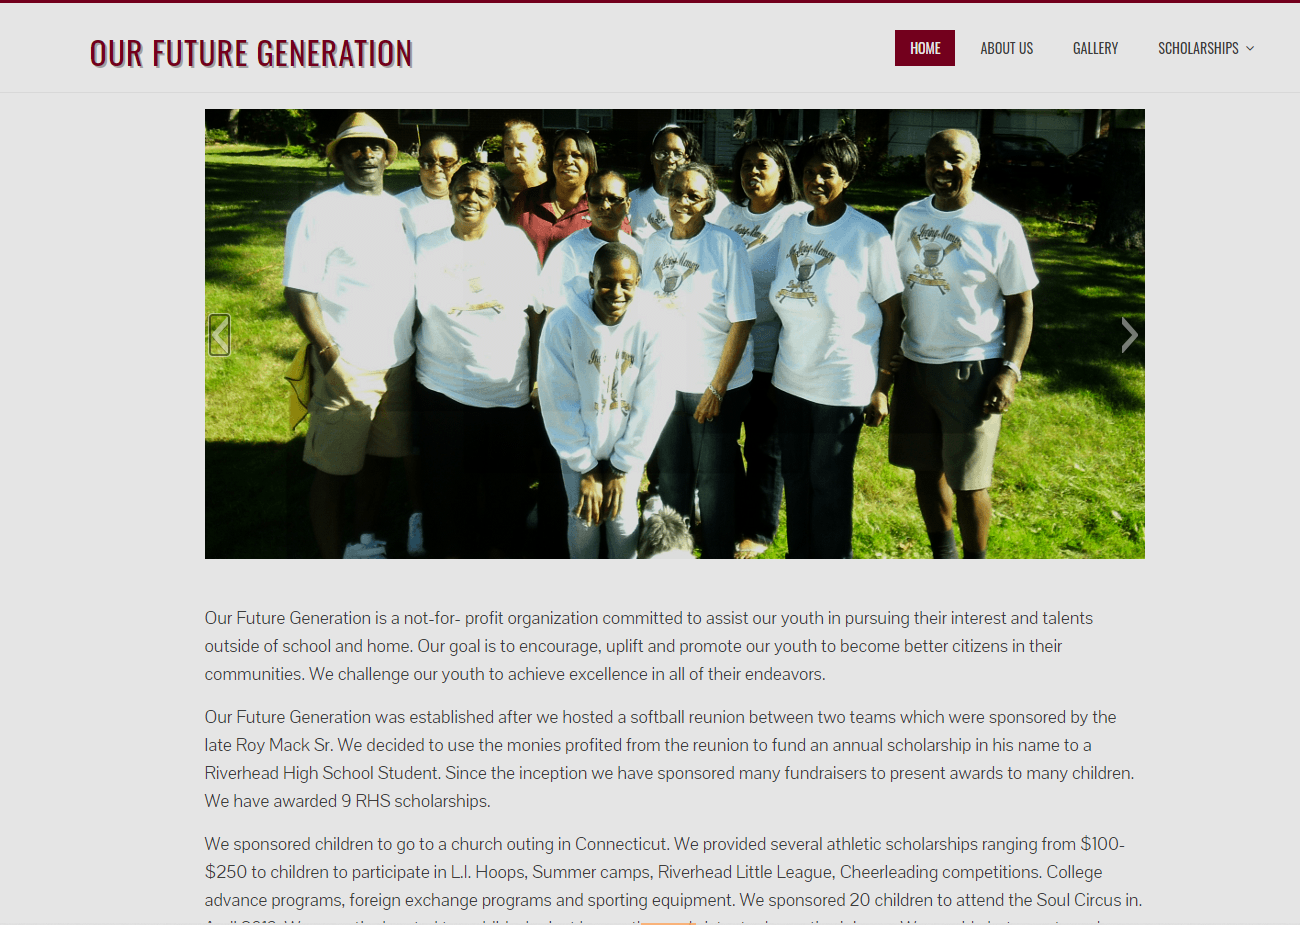 OUR FUTURE GENERATION
HOME ABOUT US GALLERY SCHOLARSHIPS
In Loving Memory
Our Future Generation is a not-for- profit organization committed to assist our youth in pursuing their interest and talents
outside of school and home. Our goal is to encourage, uplift and promote our youth to become better citizens in their
communities. We challenge our youth to achieve excellence in all of their endeavors.
Our Future Generation was established after we hosted a softball reunion between two teams which were sponsored by the
late Roy Mack Sr. We decided to use the monies profited from the reunion to fund an annual scholarship in his name to a
Riverhead High School Student. Since the inception we have sponsored many fundraisers to present awards to many children.
We have awarded 9 RHS scholarships.
We sponsored children to go to a church outing in Connecticut. We provided several athletic scholarships ranging from $100-
$250 to children to participate in L.I. Hoops, Summer camps, Riverhead Little League, Cheerleading competitions. College
advance programs, foreign exchange programs and sporting equipment. We sponsored 20 children to attend the Soul Circus in.